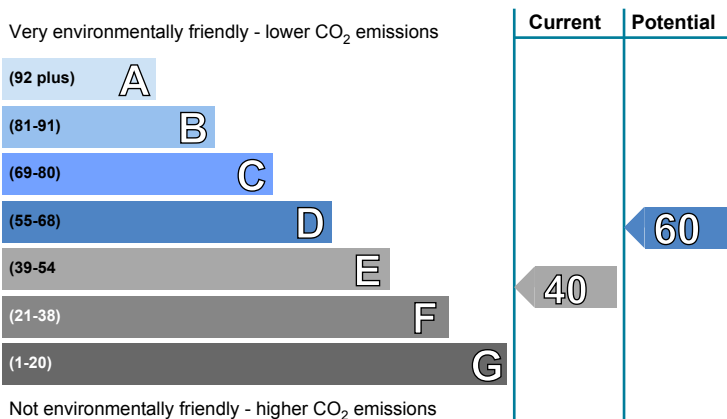 Current Potential
Very environmentally friendly - lower CO2 emissions
(92 plus) A
(81-91) B
(69-80) C
(55-68) D
60
(39-54 E
40
(21-38) F
(1-20) G
Not environmentally friendly - higher CO2 emissions